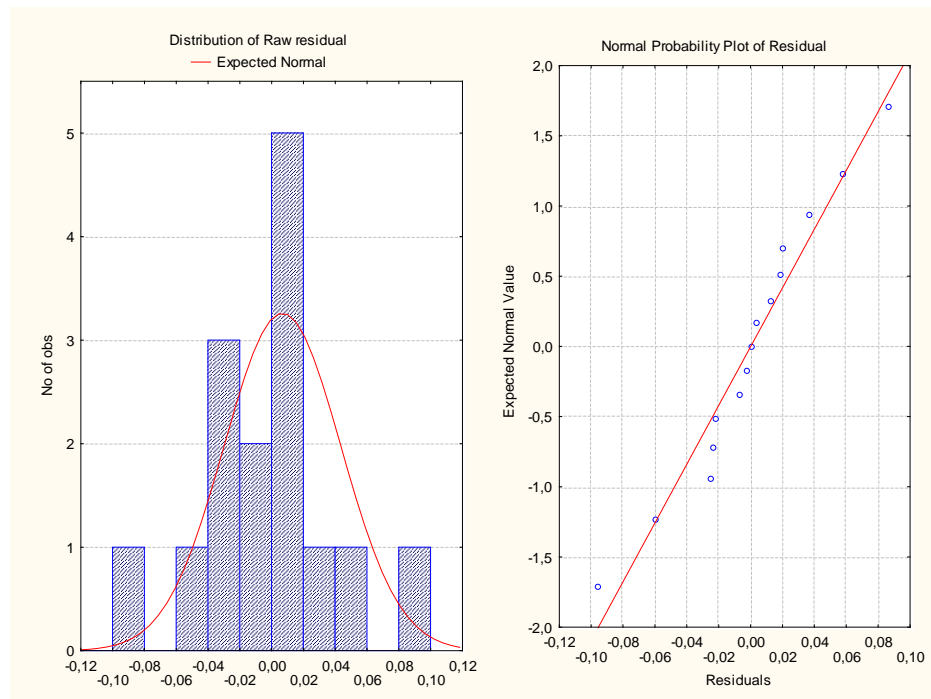 Distribution of Raw residual
Expected Normal
No of obs
5
4
3
2
1
0
-0,12 -0,08 -0,04 0,00 0,04 0,08 0,12
-0,10 -0,06 -0,02 0,02 0,06 0,10
Normal Probability Plot of Residual
Expected Normal Value
2,0
1,5
1,0
0,5
0,0
-0,5
-1,0
-1,5
-2,0
-0,12 -0,08 -0,04 0,00 0,04 0,08
-0,10 -0,06 -0,02 0,02 0,06 0,10
Residuals